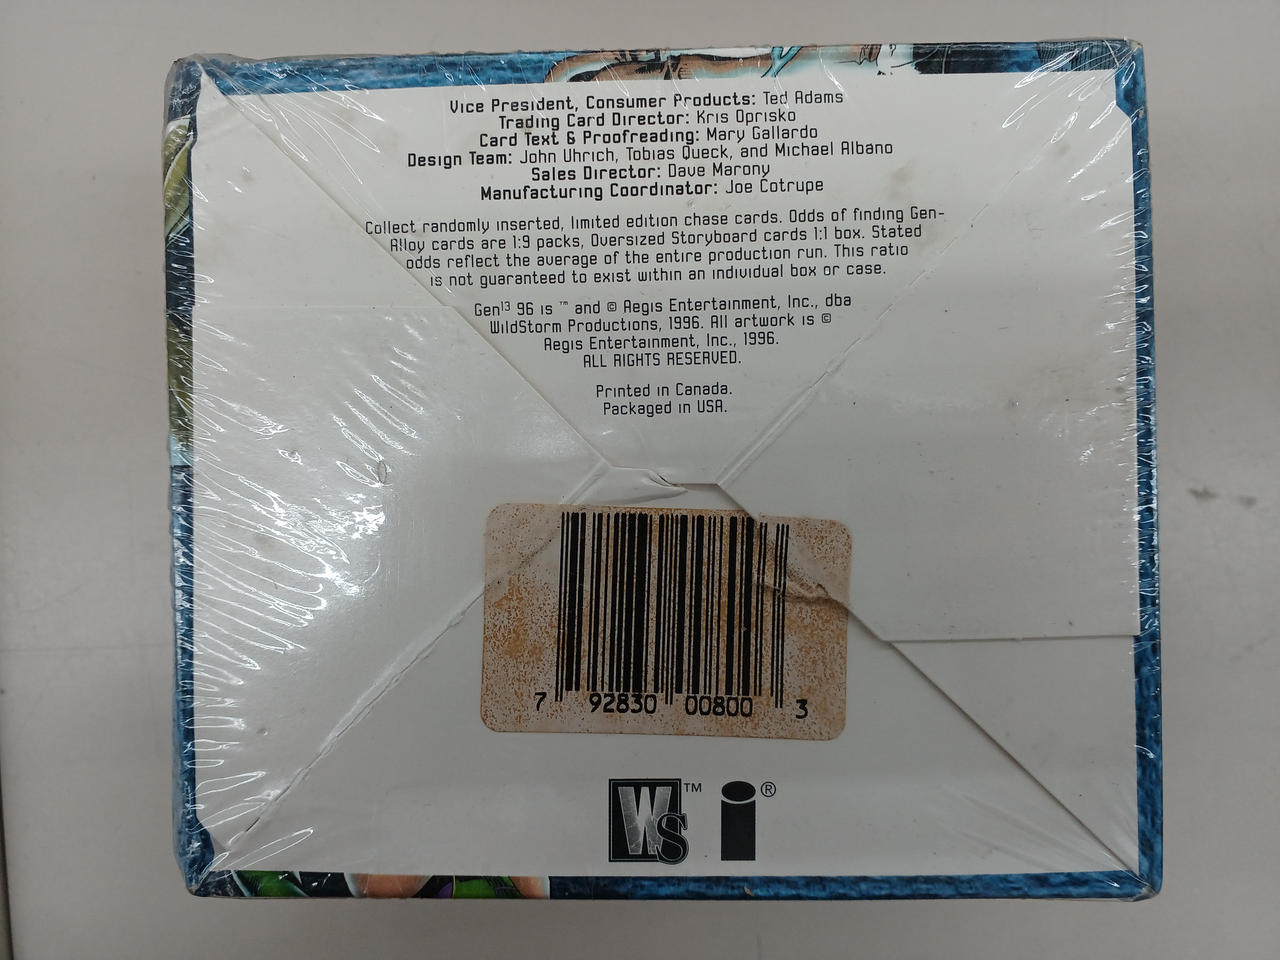 Vice President, Consumer Products: Ted Adams
Trading Card Director: Kris Oprisko
Card Text & Proofreading: Mary Gallardo
Design Team: John Uhrich, Tobias Queck, and Michael Albano
Sales Director: Dave Marony
Manufacturing Coordinator: Joe Cotrupe
Collect randomly inserted, limited edition chase cards. Odds of finding Gen-
Alloy cards are 1:9 packs, Oversized Storyboard cards 1:1 box. Stated
odds reflect the average of the entire production run. This ratio
is not guaranteed to exist within an individual box or case.
Gen¹³ 96 is ™ and © Aegis Entertainment, Inc., dba
WildStorm Productions, 1996. All artwork is ©
Aegis Entertainment, Inc., 1996.
ALL RIGHTS RESERVED.
Printed in Canada.
Packaged in USA.
7 92830 00800 3
WS™ i®